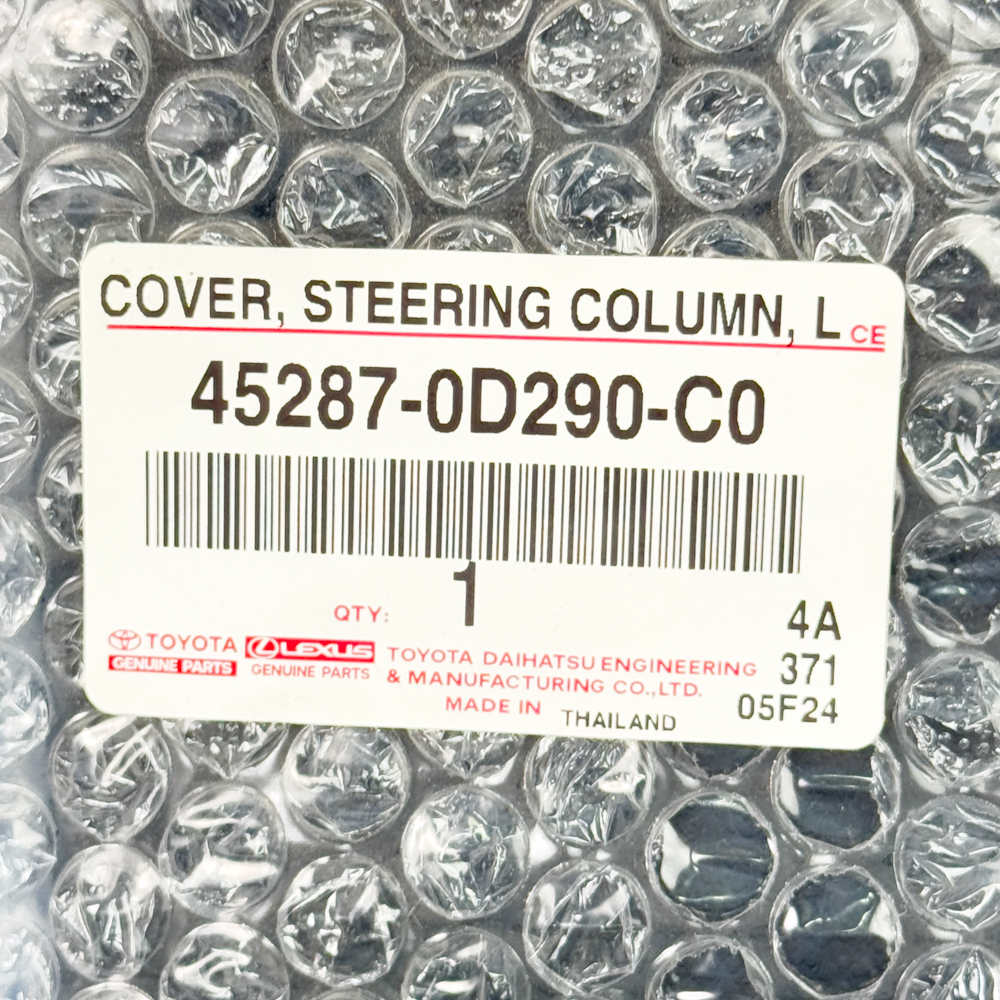 COVER, STEERING COLUMN, L CE
45287-0D290-C0
QTY: 1
4A
TOYOTA
GENUINE PARTS
LEXUS
GENUINE PARTS
TOYOTA DAIHATSU ENGINEERING
& MANUFACTURING CO.,LTD.
MADE IN THAILAND
371
05F24